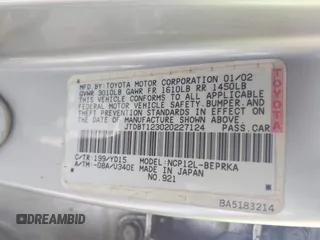 MFD. BY: TOYOTA MOTOR CORPORATION 01/02
GVWR 3010LB GAWR FR 1610LB RR 1450LB
THIS VEHICLE CONFORMS TO ALL APPLICABLE
FEDERAL MOTOR VEHICLE SAFETY, BUMPER, AND
THEFT PREVENTION STANDARDS IN EFFECT ON
THE DATE OF MANUFACTURE SHOWN ABOVE.
JTDBT123020227124 PASS.CAR
C/TR:199/YD15 MODEL:NCP12L-BEPRKA
A/TM:-08A/U340E MADE IN JAPAN
NO.921
TOYOTA
BA5183214
AUTOBIDMASTER